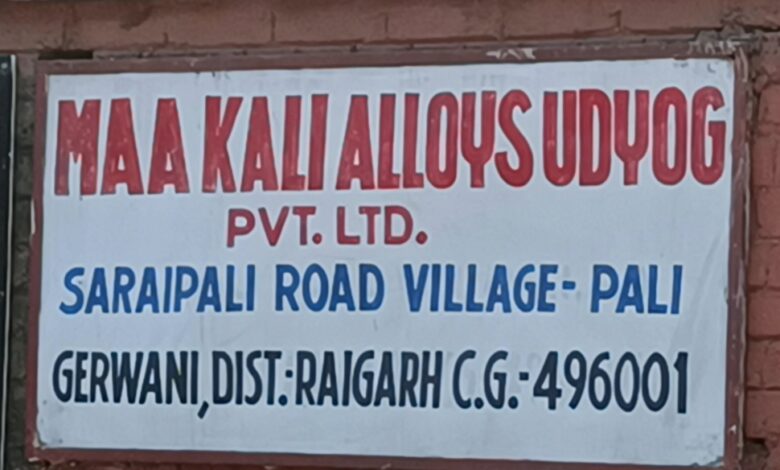 MAA KALI ALLOYS UDYOG
PVT. LTD.
SARAIPALI ROAD VILLAGE- PALI
GERWANI, DIST.:RAIGARH C.G.-496001